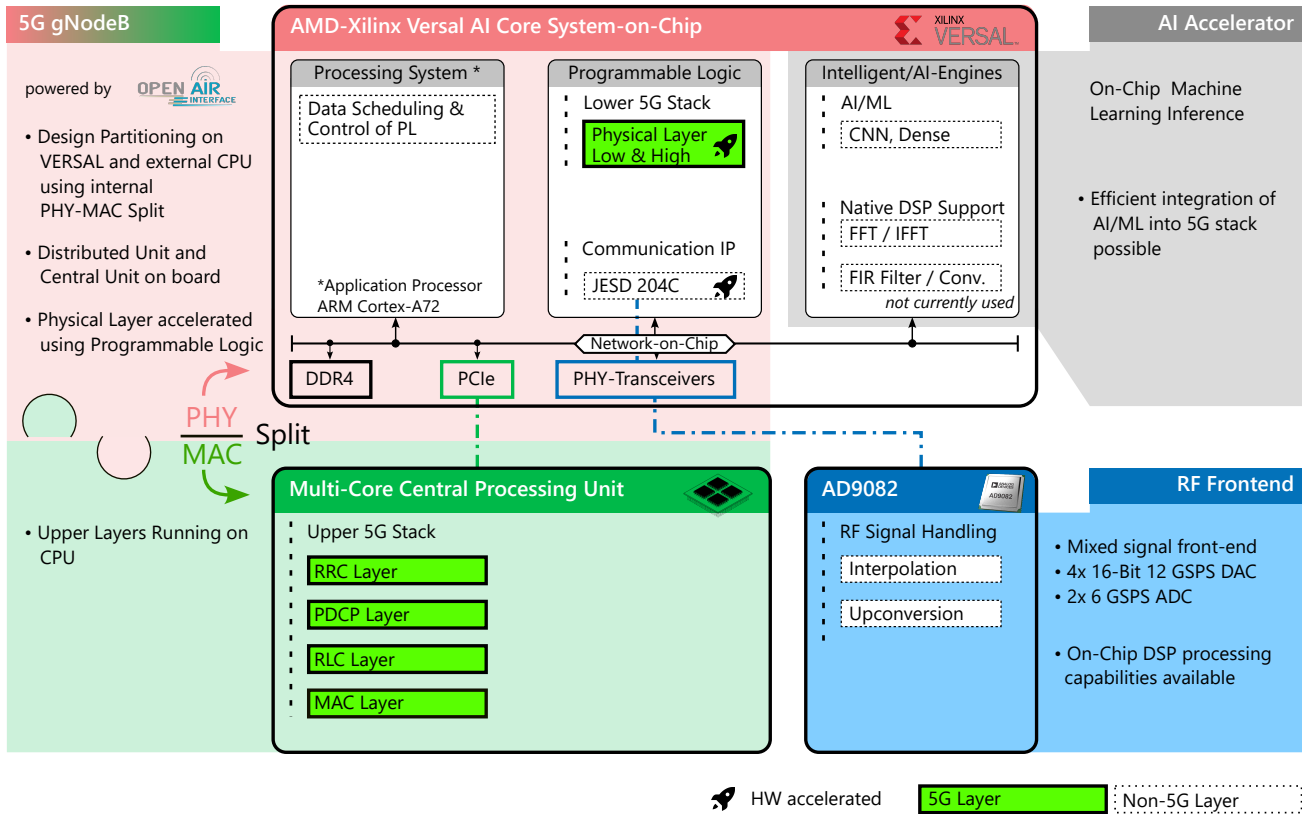 5G gNodeB
AMD-Xilinx Versal AI Core System-on-Chip
XILINX
VERSAL.
AI Accelerator
powered by
OPEN AIR
INTERFACE
• Design Partitioning on
VERSAL and external CPU
using internal
PHY-MAC Split
• Distributed Unit and
Central Unit on board
• Physical Layer accelerated
using Programmable Logic
Processing System *
Data Scheduling &
Control of PL
*Application Processor
ARM Cortex-A72
Programmable Logic
Lower 5G Stack
Physical Layer
Low & High
Communication IP
JESD 204C
Intelligent/AI-Engines
AI/ML
CNN, Dense
Native DSP Support
FFT / IFFT
FIR Filter / Conv.
not currently used
On-Chip Machine
Learning Inference
• Efficient integration of
AI/ML into 5G stack
possible
Network-on-Chip
DDR4
PCIe
PHY-Transceivers
PHY
MAC
Split
• Upper Layers Running on
CPU
Multi-Core Central Processing Unit
Upper 5G Stack
RRC Layer
PDCP Layer
RLC Layer
MAC Layer
AD9082
ANALOG
DEVICES
AD9082
RF Signal Handling
Interpolation
Upconversion
RF Frontend
• Mixed signal front-end
• 4x 16-Bit 12 GSPS DAC
• 2x 6 GSPS ADC
• On-Chip DSP processing
capabilities available
HW accelerated
5G Layer
Non-5G Layer